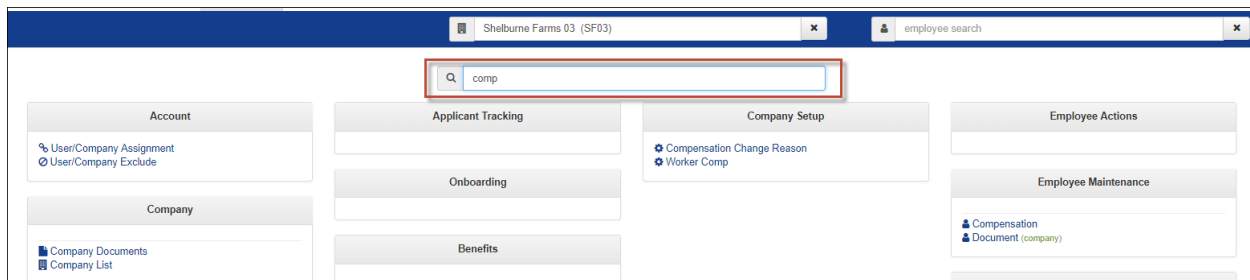 Shelburne Farms 03 (SF03)
employee search
comp
Account
User/Company Assignment
User/Company Exclude
Company
Company Documents
Company List
Applicant Tracking
Onboarding
Benefits
Company Setup
Compensation Change Reason
Worker Comp
Employee Actions
Employee Maintenance
Compensation
Document (company)